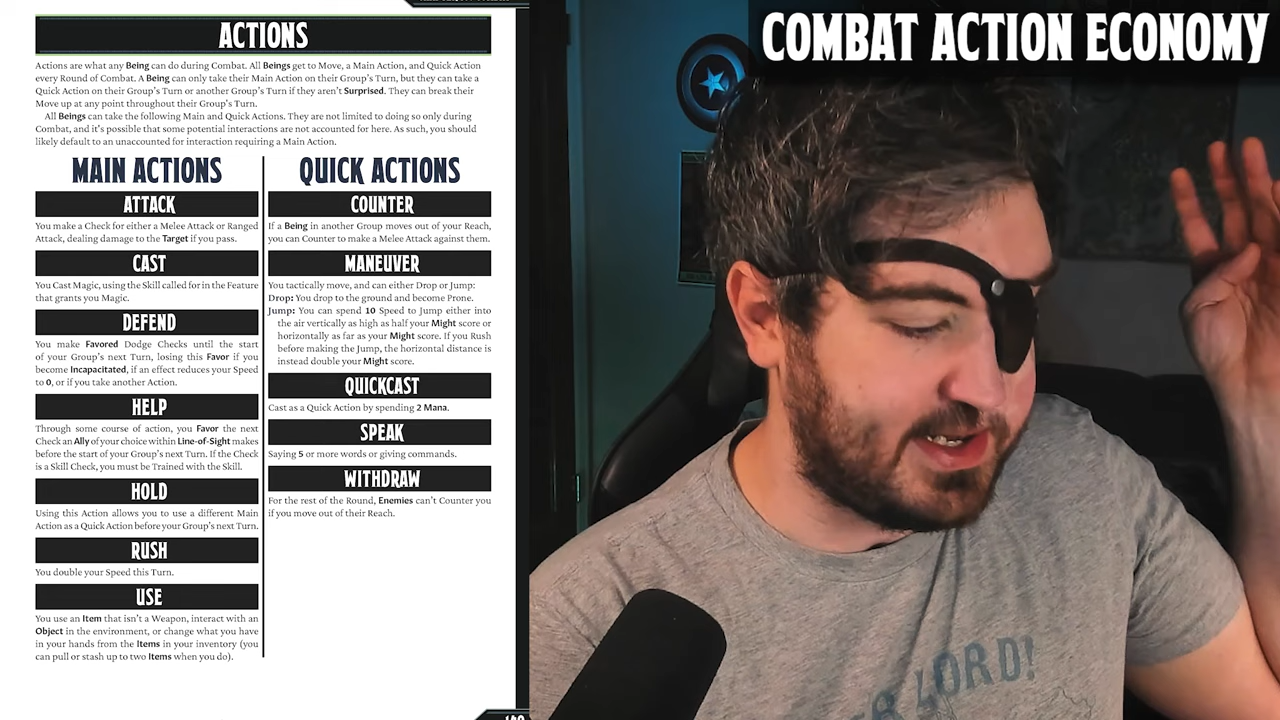 COMBAT ACTION ECONOMY
ACTIONS
Actions are what any Being can do during Combat. All Beings get to Move, a Main Action, and Quick Action
every Round of Combat. A Being can only take their Main Action on their Group's Turn, but they can take a
Quick Action on their Group's Turn or another Group's Turn if they aren't Surprised. They can break their
Move up at any point throughout their Group's Turn.
All Beings can take the following Main and Quick Actions. They are not limited to doing so only during
Combat, and it's possible that some potential interactions are not accounted for here. As such, you should
likely default to an unaccounted for interaction requiring a Main Action.
MAIN ACTIONS
ATTACK
You make a Check for either a Melee Attack or Ranged
Attack, dealing damage to the Target if you pass.
CAST
You Cast Magic, using the Skill called for in the Feature
that grants you Magic.
DEFEND
You make Favored Dodge Checks until the start
of your Group's next Turn, losing this Favor if you
become Incapacitated, if an effect reduces your Speed
to 0, or if you take another Action.
HELP
Through some course of action, you Favor the next
Check an Ally of your choice within Line-of-Sight makes
before the start of your Group's next Turn. If the Check
is a Skill Check, you must be Trained with the Skill.
HOLD
Using this Action allows you to use a different Main
Action as a Quick Action before your Group's next Turn.
RUSH
You double your Speed this Turn.
USE
You use an Item that isn't a Weapon, interact with an
Object in the environment, or change what you have
in your hands from the Items in your inventory (you
can pull or stash up to two Items when you do).
QUICK ACTIONS
COUNTER
If a Being in another Group moves out of your Reach,
you can Counter to make a Melee Attack against them.
MANEUVER
You tactically move, and can either Drop or Jump:
Drop: You drop to the ground and become Prone.
Jump: You can spend 10 Speed to Jump either into
the air vertically as high as half your Might score or
horizontally as far as your Might score. If you Rush
before making the Jump, the horizontal distance is
instead double your Might score.
QUICKCAST
Cast as a Quick Action by spending 2 Mana.
SPEAK
Saying 5 or more words or giving commands.
WITHDRAW
For the rest of the Round, Enemies can't Counter you
if you move out of their Reach.
LORD!